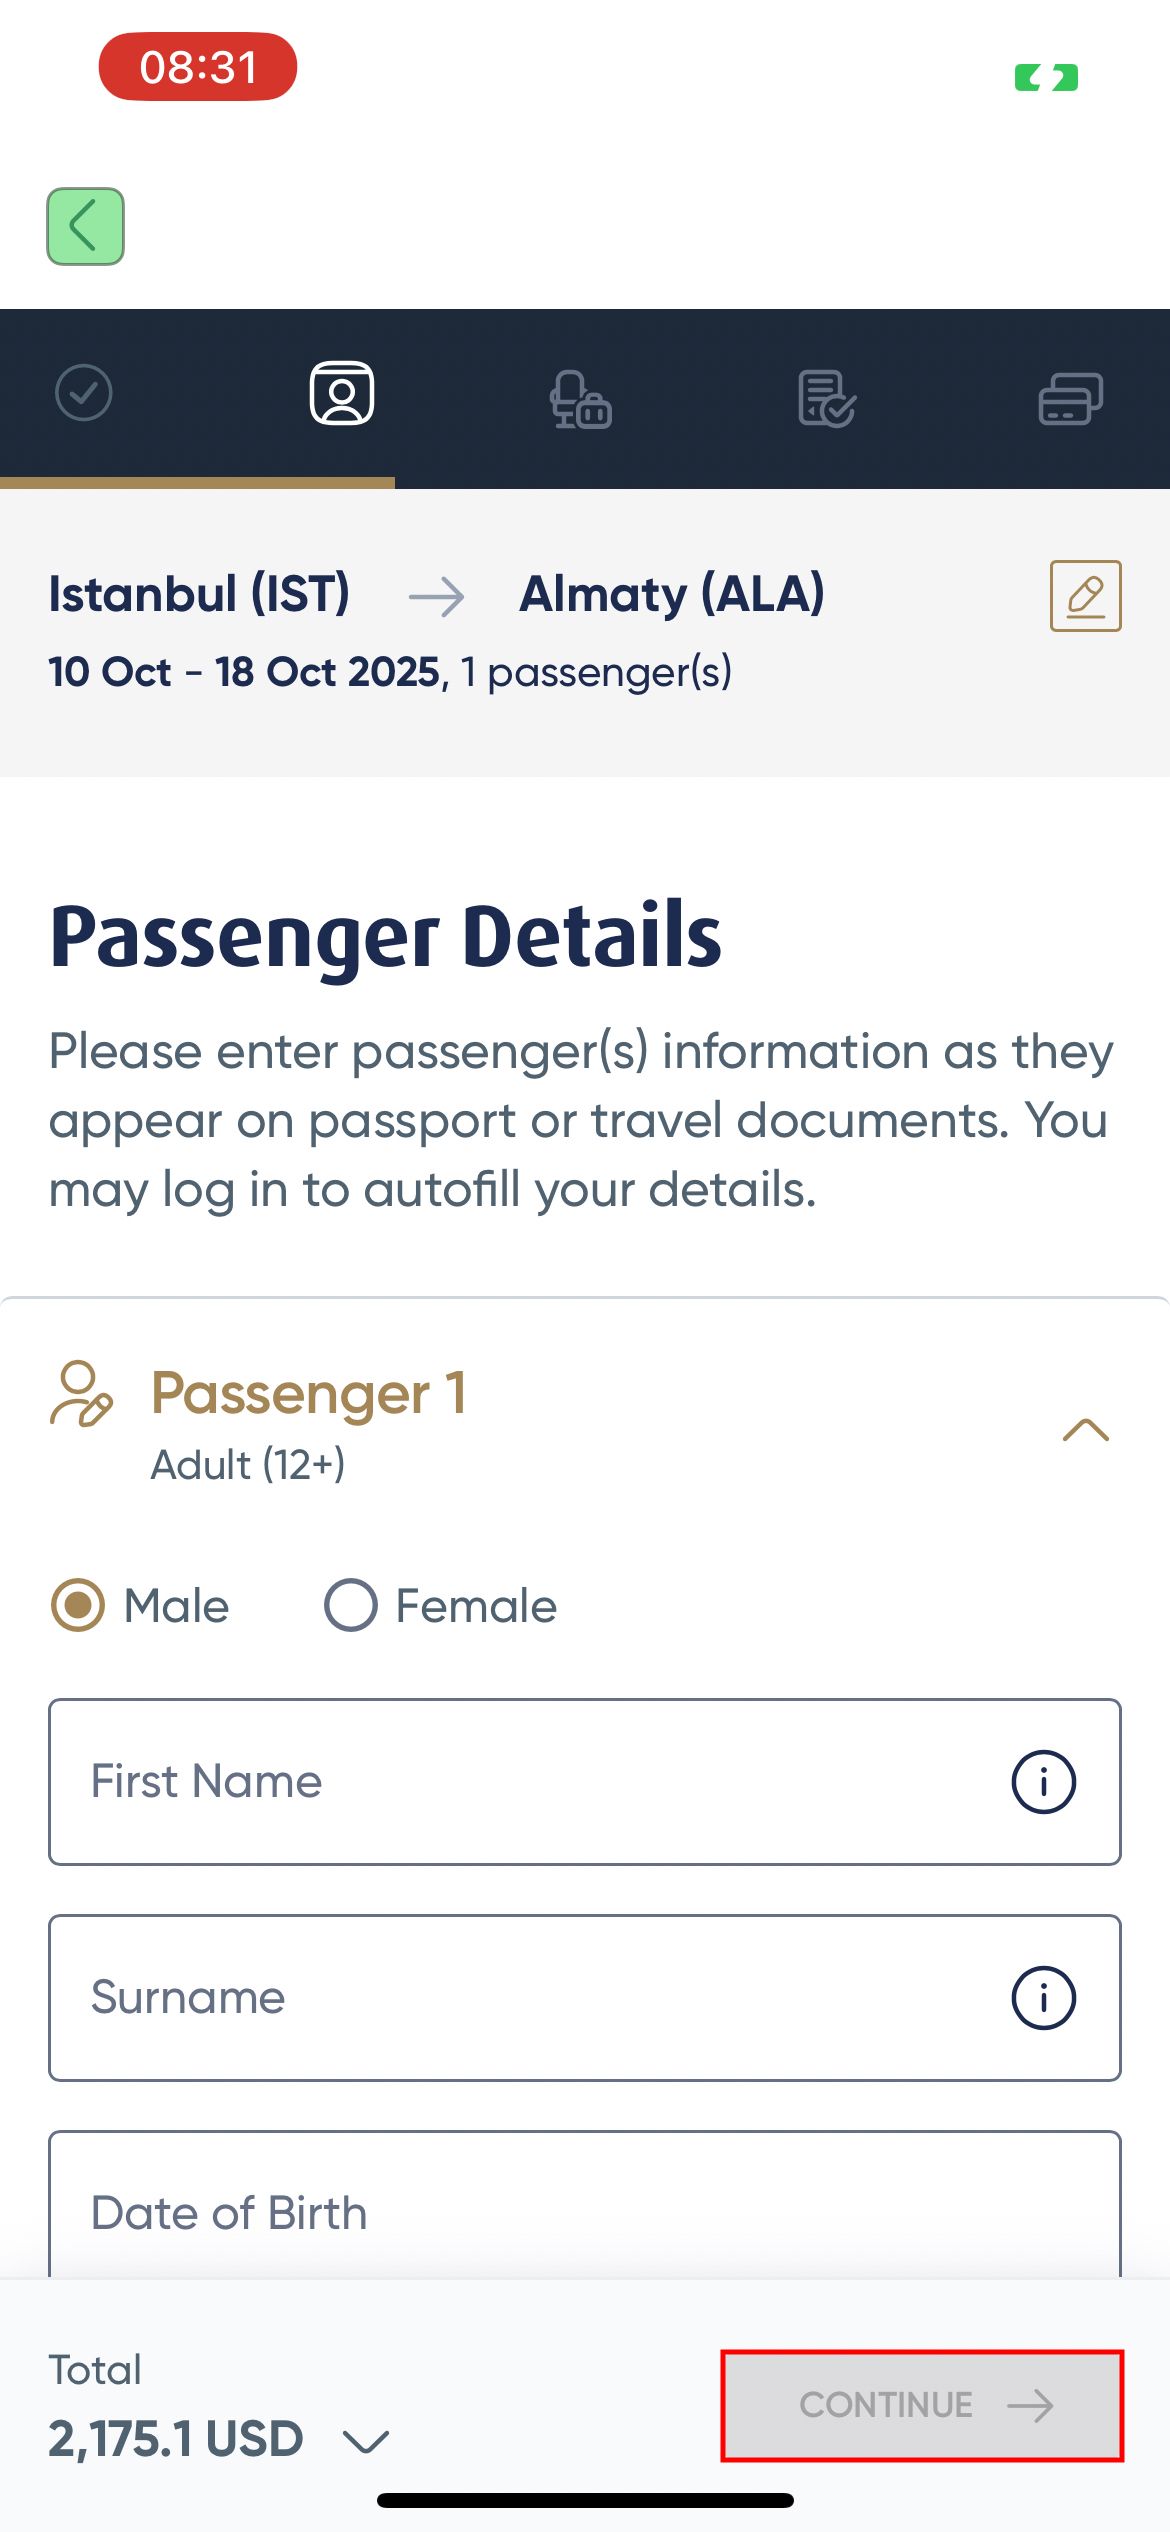 08:31
Istanbul (IST) → Almaty (ALA)
10 Oct - 18 Oct 2025, 1 passenger(s)
Passenger Details
Please enter passenger(s) information as they
appear on passport or travel documents. You
may log in to autofill your details.
Passenger 1
Adult (12+)
Male Female
First Name
Surname
Date of Birth
Total
2,175.1 USD
CONTINUE →